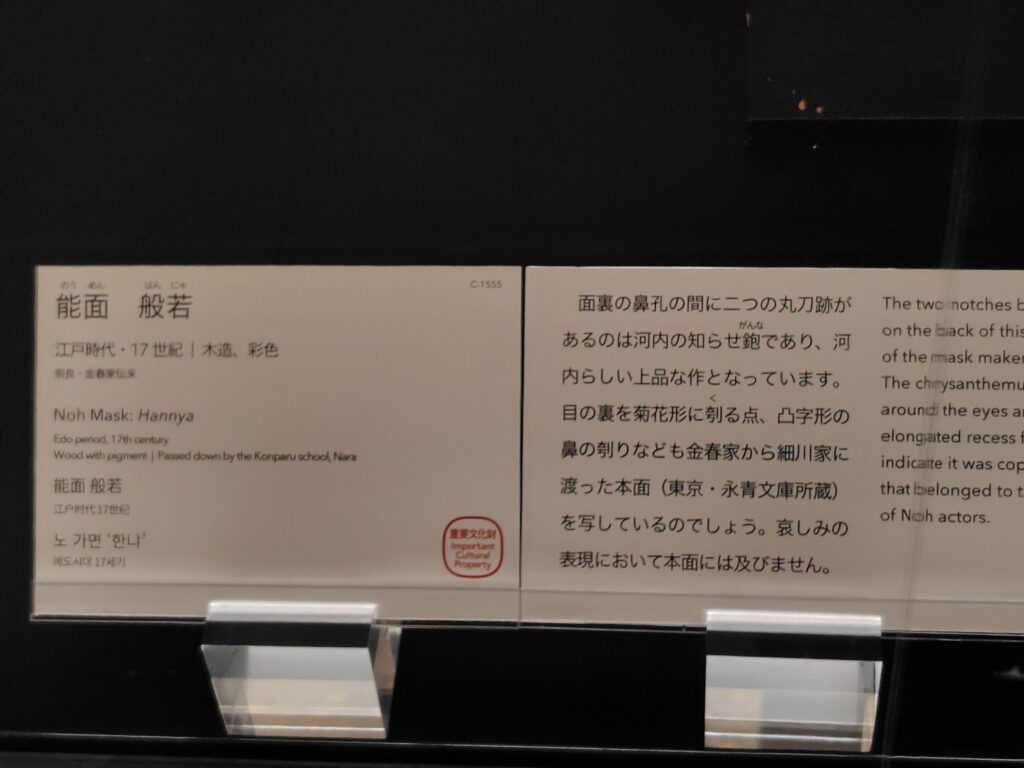 のう めん はん にゃ
能面 般若
C-1555
江戸時代・17世紀｜木造、彩色
奈良・金春家伝来
Noh Mask: Hannya
Edo period, 17th century
Wood with pigment | Passed down by the Konparu school, Nara
能面 般若
江户时代 17世纪
노 가면 ‘한냐’
에도시대 17세기
重要文化財
Important
Cultural
Property
面裏の鼻孔の間に二つの丸刀跡が
がんな
あるのは河内の知らせ鉋であり、河
内らしい上品な作となっています。
く
目の裏を菊花形に刳る点、凸字形の
鼻の刳りなども金春家から細川家に
渡った本面（東京・永青文庫所蔵）
を写しているのでしょう。哀しみの
表現において本面には及びません。
The two notches b
on the back of this
of the mask maker
The chrysanthemu
around the eyes a
elongated recess f
indicate it was cop
that belonged to t
of Noh actors.